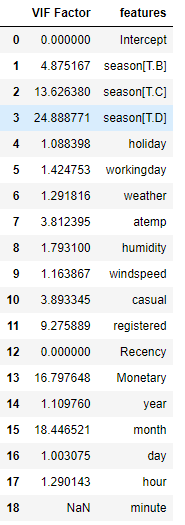 VIF Factor features
0 0.000000 Intercept
1 4.875167 season[T.B]
2 13.626380 season[T.C]
3 24.888771 season[T.D]
4 1.088398 holiday
5 1.424753 workingday
6 1.291816 weather
7 3.812395 atemp
8 1.793100 humidity
9 1.163867 windspeed
10 3.893345 casual
11 9.275889 registered
12 0.000000 Recency
13 16.797648 Monetary
14 1.109760 year
15 18.446521 month
16 1.003075 day
17 1.290143 hour
18 NaN minute